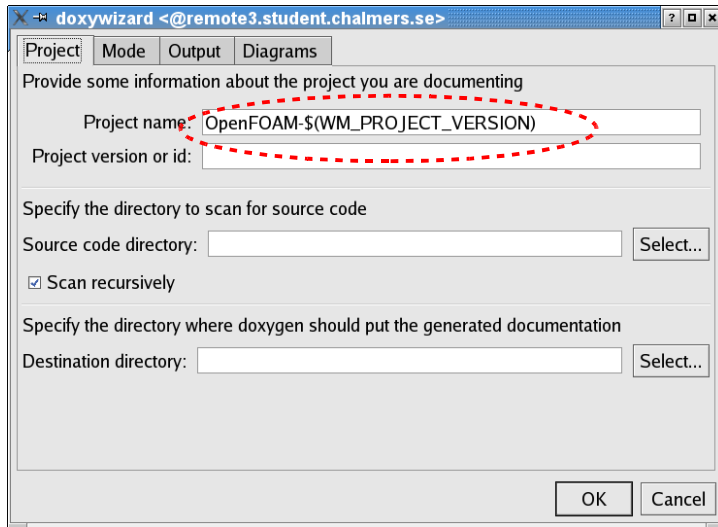 doxywizard <@remote3.student.chalmers.se>
Project Mode Output Diagrams
Provide some information about the project you are documenting
Project name: OpenFOAM-$(WM_PROJECT_VERSION)
Project version or id:
Specify the directory to scan for source code
Source code directory: Select...
Scan recursively
Specify the directory where doxygen should put the generated documentation
Destination directory: Select...
OK Cancel